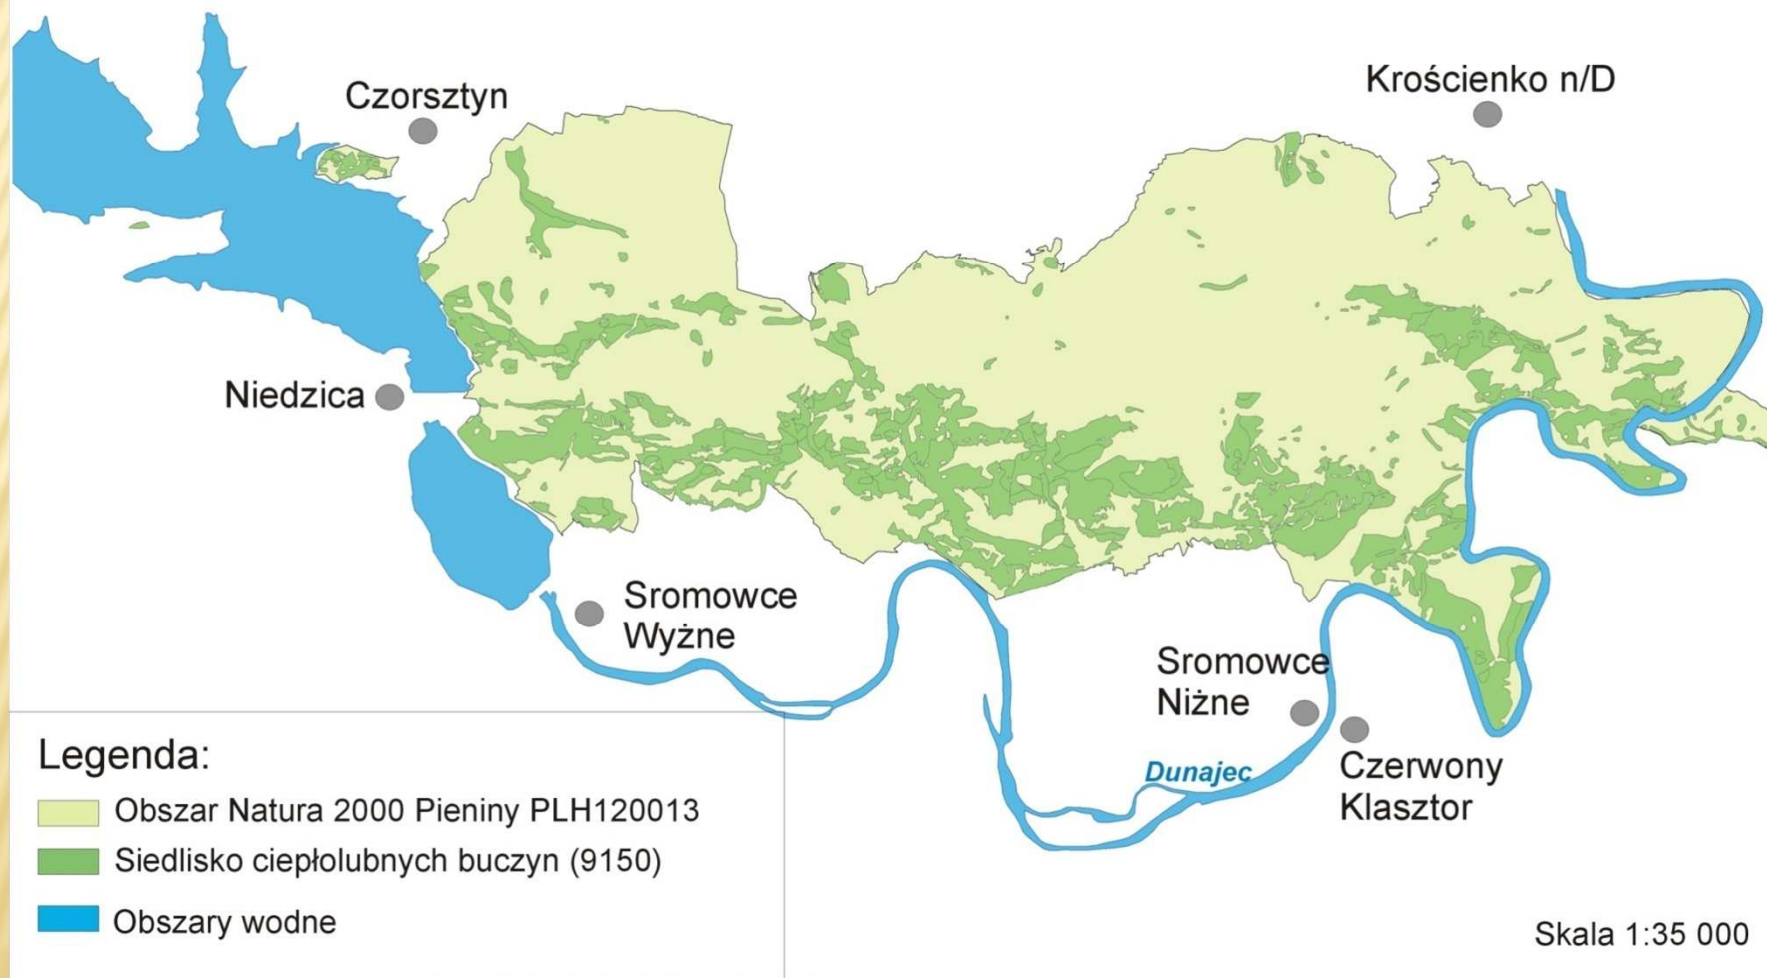 Czorsztyn
Krościenko n/D
Niedzica
Sromowce
Wyżne
Sromowce
Niżne
Dunajec
Czerwony
Klasztor
Legenda:
Obszar Natura 2000 Pieniny PLH120013
Siedlisko ciepłolubnych buczyn (9150)
Obszary wodne
Skala 1:35 000